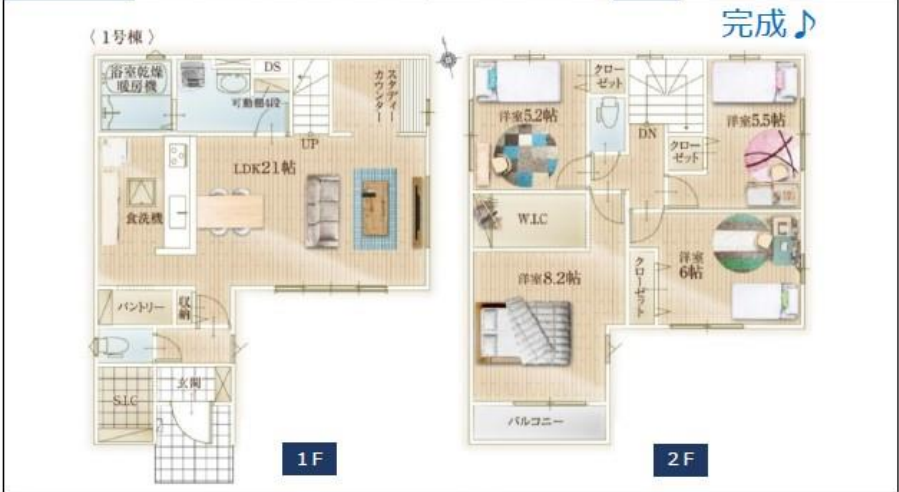 完成♪
〈 1号棟 〉
浴室乾燥
暖房機
DS
可動棚4段
スタディー
カウンター
UP
LDK21帖
食洗機
パントリー
収納
玄関
S.I.C
1F
洋室5.2帖
クロー
ゼット
DN
洋室5.5帖
クロー
ゼット
W.I.C
洋室8.2帖
クローゼット
洋室
6帖
バルコニー
2F